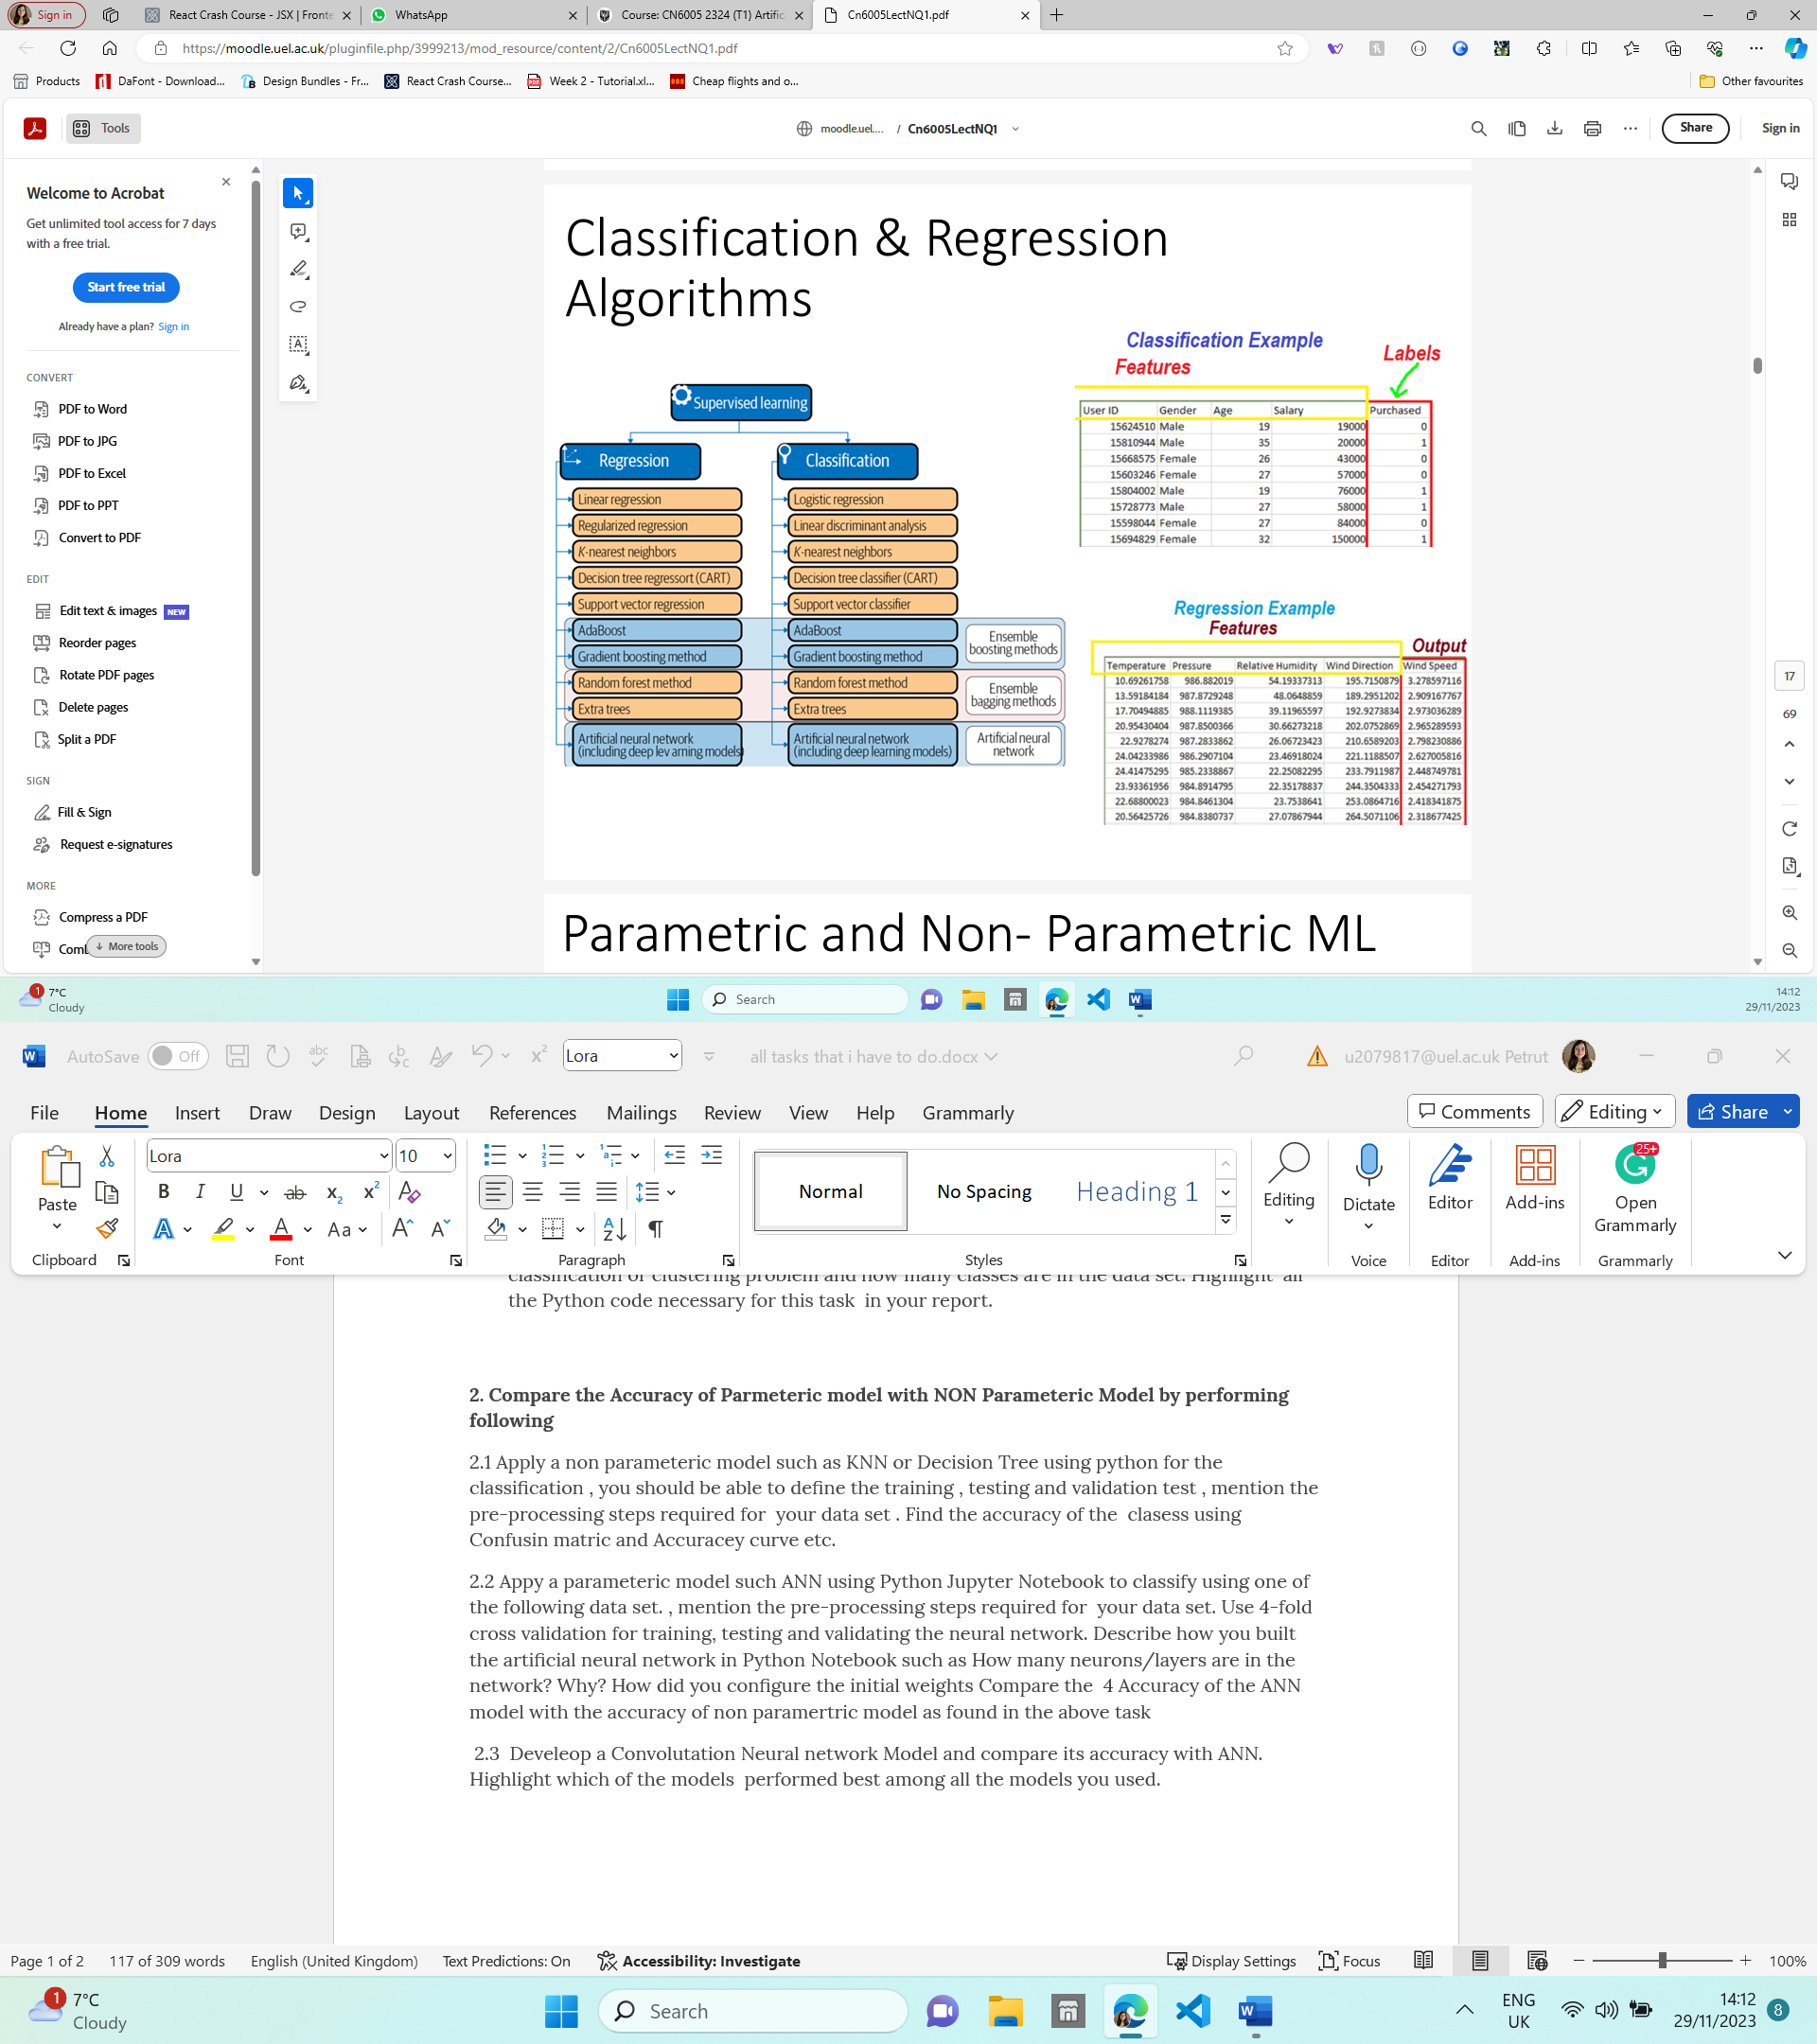 Sign in
React Crash Course - JSX | Fronte
WhatsApp
Course: CN6005 2324 (T1) Artific
Cn6005LectNQ1.pdf
https://moodle.uel.ac.uk/pluginfile.php/3999213/mod_resource/content/2/Cn6005LectNQ1.pdf
Products
DaFont - Download...
Design Bundles - Fr...
React Crash Course...
Week 2 - Tutorial.xl...
Cheap flights and o...
Other favourites
Tools
moodle.uel.... / Cn6005LectNQ1
Share
Sign in
Welcome to Acrobat
Get unlimited tool access for 7 days
with a free trial.
Start free trial
Already have a plan? Sign in
CONVERT
PDF to Word
PDF to JPG
PDF to Excel
PDF to PPT
Convert to PDF
EDIT
Edit text & images NEW
Reorder pages
Rotate PDF pages
Delete pages
Split a PDF
SIGN
Fill & Sign
Request e-signatures
MORE
Compress a PDF
More tools
Classification & Regression
Algorithms
Supervised learning
Regression
Linear regression
Regularized regression
K-nearest neighbors
Decision tree regressort (CART)
Support vector regression
AdaBoost
Gradient boosting method
Random forest method
Extra trees
Artificial neural network
(including deep lev arning models)
Classification
Logistic regression
Linear discriminant analysis
K-nearest neighbors
Decision tree classifier (CART)
Support vector classifier
AdaBoost
Gradient boosting method
Random forest method
Extra trees
Artificial neural network
(including deep learning models)
Ensemble
boosting methods
Ensemble
bagging methods
Artificial neural
network
Classification Example
Features
Labels
User ID Gender Age Salary Purchased
15624510 Male 19 19000 0
15810944 Male 35 20000 1
15668575 Female 26 43000 0
15603246 Female 27 57000 0
15804002 Male 19 76000 1
15728773 Male 27 58000 1
15598044 Female 27 84000 0
15694829 Female 32 150000 1
Regression Example
Features
Output
Temperature Pressure Relative Humidity Wind Direction Wind Speed
10.69261758 986.882019 54.19337313 195.7150879 3.278597116
13.59184184 987.8729248 48.0648859 189.2951202 2.909167767
17.70494885 988.1119385 39.11965597 192.9273834 2.973036289
20.95430404 987.8500366 30.66273218 202.0752869 2.965289593
22.9278274 987.2833862 26.06723423 210.6589203 2.798230886
24.04233986 986.2907104 23.46918024 221.1188507 2.627005816
24.41475295 985.2338867 22.25082295 233.7911987 2.448749781
23.93361956 984.8914795 22.35178837 244.3504333 2.454271793
22.68800023 984.8461304 23.7538641 253.0864716 2.418341875
20.56425726 984.8380737 27.07867944 264.5071106 2.318677425
17
69
Parametric and Non- Parametric ML
1
7°C
Cloudy
Search
14:12
29/11/2023
AutoSave Off
Lora
all tasks that i have to do.docx
u2079817@uel.ac.uk Petrut
File Home Insert Draw Design Layout References Mailings Review View Help Grammarly
Comments
Editing
Share
Paste
Clipboard
Lora
10
Font
Paragraph
Normal
No Spacing
Heading 1
Styles
Editing
Dictate
Voice
Editor
Editor
Add-ins
Add-ins
25+
Open
Grammarly
Grammarly
classification or clustering problem and how many classes are in the data set. Highlight all
the Python code necessary for this task in your report.
2. Compare the Accuracy of Parmeteric model with NON Parameteric Model by performing
following
2.1 Apply a non parameteric model such as KNN or Decision Tree using python for the
classification , you should be able to define the training , testing and validation test , mention the
pre-processing steps required for your data set . Find the accuracy of the clasess using
Confusin matric and Accuracey curve etc.
2.2 Appy a parameteric model such ANN using Python Jupyter Notebook to classify using one of
the following data set. , mention the pre-processing steps required for your data set. Use 4-fold
cross validation for training, testing and validating the neural network. Describe how you built
the artificial neural network in Python Notebook such as How many neurons/layers are in the
network? Why? How did you configure the initial weights Compare the 4 Accuracy of the ANN
model with the accuracy of non paramertric model as found in the above task
2.3 Develeop a Convolutation Neural network Model and compare its accuracy with ANN.
Highlight which of the models performed best among all the models you used.
Page 1 of 2
117 of 309 words
English (United Kingdom)
Text Predictions: On
Accessibility: Investigate
Display Settings
Focus
100%
1
7°C
Cloudy
Search
ENG
UK
14:12
29/11/2023
8